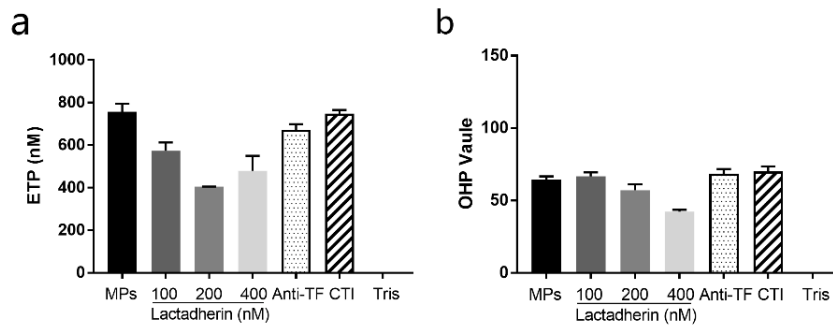 a
ETP (nM)
1000
800
600
400
200
0
MPs 100 200 400 Anti-TF CTI Tris
Lactadherin (nM)
b
OHP Vaule
150
100
50
0
MPs 100 200 400 Anti-TF CTI Tris
Lactadherin (nM)